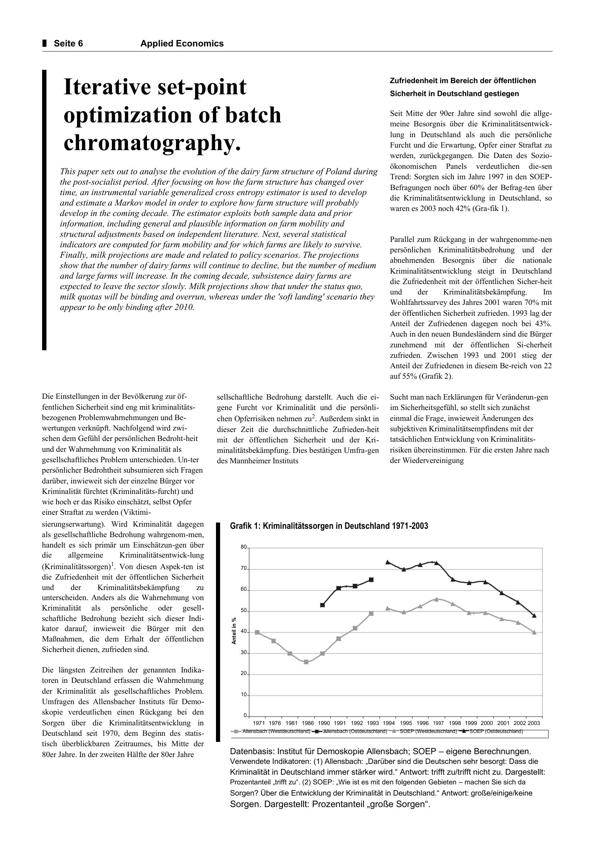 Seite 6 Applied Economics
Iterative set-point
optimization of batch
chromatography.
This paper sets out to analyse the evolution of the dairy farm structure of Poland during
the post-socialist period. After focusing on how the farm structure has changed over
time, an instrumental variable generalized cross entropy estimator is used to develop
and estimate a Markov model in order to explore how farm structure will probably
develop in the coming decade. The estimator exploits both sample data and prior
information, including general and plausible information on farm mobility and
structural adjustments based on independent literature. Next, several statistical
indicators are computed for farm mobility and for which farms are likely to survive.
Finally, milk projections are made and related to policy scenarios. The projections
show that the number of dairy farms will continue to decline, but the number of medium
and large farms will increase. In the coming decade, subsistence dairy farms are
expected to leave the sector slowly. Milk projections show that under the status quo,
milk quotas will be binding and overrun, whereas under the 'soft landing' scenario they
appear to be only binding after 2010.
Zufriedenheit im Bereich der öffentlichen
Sicherheit in Deutschland gestiegen
Seit Mitte der 90er Jahre sind sowohl die allge-
meine Besorgnis über die Kriminalitätsentwick-
lung in Deutschland als auch die persönliche
Furcht und die Erwartung, Opfer einer Straftat zu
werden, zurückgegangen. Die Daten des Sozio-
ökonomischen Panels verdeutlichen die-sen
Trend: Sorgten sich im Jahre 1997 in den SOEP-
Befragungen noch über 60% der Befrag-ten über
die Kriminalitätsentwicklung in Deutschland, so
waren es 2003 noch 42% (Gra-fik 1).
Parallel zum Rückgang in der wahrgenomme-nen
persönlichen Kriminalitätsbedrohung und der
abnehmenden Besorgnis über die nationale
Kriminalitätsentwicklung steigt in Deutschland
die Zufriedenheit mit der öffentlichen Sicher-heit
und der Kriminalitätsbekämpfung. Im
Wohlfahrtssurvey des Jahres 2001 waren 70% mit
der öffentlichen Sicherheit zufrieden. 1993 lag der
Anteil der Zufriedenen dagegen noch bei 43%.
Auch in den neuen Bundesländern sind die Bürger
zunehmend mit der öffentlichen Si-cherheit
zufrieden. Zwischen 1993 und 2001 stieg der
Anteil der Zufriedenen in diesem Be-reich von 22
auf 55% (Grafik 2).
Die Einstellungen in der Bevölkerung zur öf-
fentlichen Sicherheit sind eng mit kriminalitäts-
bezogenen Problemwahrnehmungen und Be-
wertungen verknüpft. Nachfolgend wird zwi-
schen dem Gefühl der persönlichen Bedroht-heit
und der Wahrnehmung von Kriminalität als
gesellschaftliches Problem unterschieden. Un-ter
persönlicher Bedrohtheit subsumieren sich Fragen
darüber, inwieweit sich der einzelne Bürger vor
Kriminalität fürchtet (Kriminalitäts-furcht) und
wie hoch er das Risiko einschätzt, selbst Opfer
einer Straftat zu werden (Viktimi-
sierungserwartung). Wird Kriminalität dagegen
als gesellschaftliche Bedrohung wahrgenom-men,
handelt es sich primär um Einschätzun-gen über
die allgemeine Kriminalitätsentwick-lung
(Kriminalitätssorgen)1. Von diesen Aspek-ten ist
die Zufriedenheit mit der öffentlichen Sicherheit
und der Kriminalitätsbekämpfung zu
unterscheiden. Anders als die Wahrnehmung von
Kriminalität als persönliche oder gesell-
schaftliche Bedrohung bezieht sich dieser Indi-
kator darauf, inwieweit die Bürger mit den
Maßnahmen, die dem Erhalt der öffentlichen
Sicherheit dienen, zufrieden sind.
Die längsten Zeitreihen der genannten Indika-
toren in Deutschland erfassen die Wahrnehmung
der Kriminalität als gesellschaftliches Problem.
Umfragen des Allensbacher Instituts für Demo-
skopie verdeutlichen einen Rückgang bei den
Sorgen über die Kriminalitätsentwicklung in
Deutschland seit 1970, dem Beginn des statis-
tisch überblickbaren Zeitraumes, bis Mitte der
80er Jahre. In der zweiten Hälfte der 80er Jahre
sellschaftliche Bedrohung darstellt. Auch die ei-
gene Furcht vor Kriminalität und die persönli-
chen Opferrisiken nehmen zu2. Außerdem sinkt in
dieser Zeit die durchschnittliche Zufrieden-heit
mit der öffentlichen Sicherheit und der Kri-
minalitätsbekämpfung. Dies bestätigen Umfra-gen
des Mannheimer Instituts
Sucht man nach Erklärungen für Veränderun-gen
im Sicherheitsgefühl, so stellt sich zunächst
einmal die Frage, inwieweit Änderungen des
subjektiven Kriminalitätsempfindens mit der
tatsächlichen Entwicklung von Kriminalitäts-
risiken übereinstimmen. Für die ersten Jahre nach
der Wiedervereinigung
Grafik 1: Kriminalitätssorgen in Deutschland 1971-2003
Anteil in %
80
70
60
50
40
30
20
10
0
1971 1976 1981 1986 1990 1991 1992 1993 1994 1995 1996 1997 1998 1999 2000 2001 2002 2003
Allensbach (Westdeutschland) Allensbach (Ostdeutschland) SOEP (Westdeutschland) SOEP (Ostdeutschland)
Datenbasis: Institut für Demoskopie Allensbach; SOEP – eigene Berechnungen.
Verwendete Indikatoren: (1) Allensbach: „Darüber sind die Deutschen sehr besorgt: Dass die
Kriminalität in Deutschland immer stärker wird.“ Antwort: trifft zu/trifft nicht zu. Dargestellt:
Prozentanteil „trifft zu“. (2) SOEP: „Wie ist es mit den folgenden Gebieten – machen Sie sich da
Sorgen? Über die Entwicklung der Kriminalität in Deutschland.“ Antwort: große/einige/keine
Sorgen. Dargestellt: Prozentanteil „große Sorgen“.